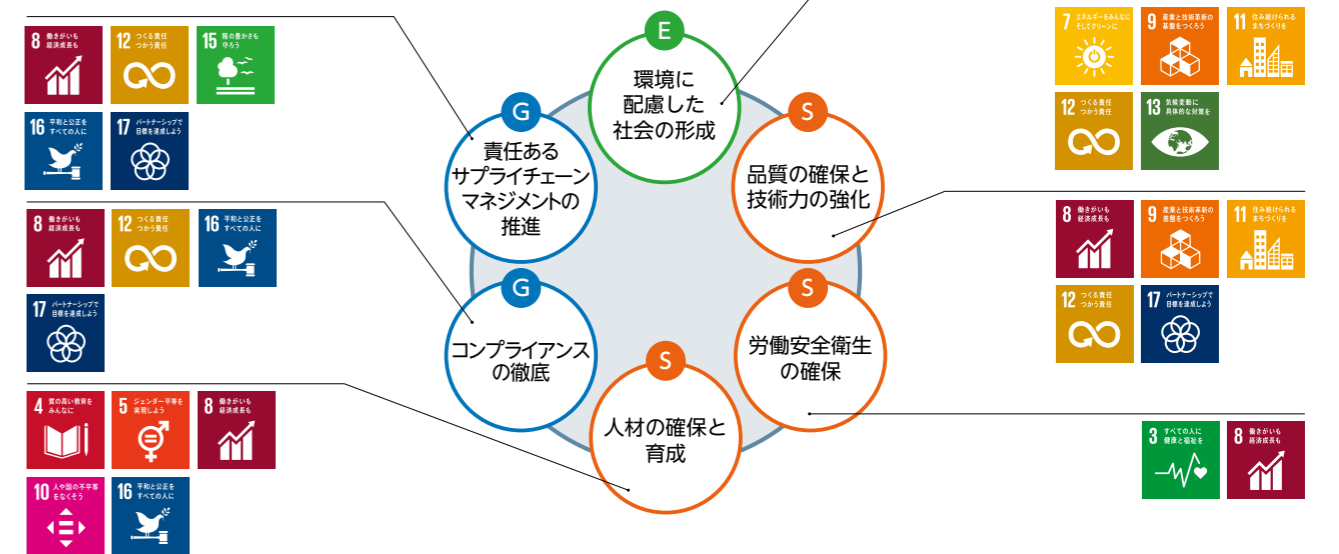 8 働きがいも
経済成長も
12 つくる責任
つかう責任
15 陸の豊かさも
守ろう
16 平和と公正を
すべての人に
17 パートナーシップで
目標を達成しよう
8 働きがいも
経済成長も
12 つくる責任
つかう責任
16 平和と公正を
すべての人に
17 パートナーシップで
目標を達成しよう
4 質の高い教育を
みんなに
5 ジェンダー平等を
実現しよう
8 働きがいも
経済成長も
10 人や国の不平等
をなくそう
16 平和と公正を
すべての人に
E
環境に
配慮した
社会の形成
G
責任ある
サプライチェーン
マネジメントの
推進
S
品質の確保と
技術力の強化
G
コンプライアンス
の徹底
S
労働安全衛生
の確保
S
人材の確保と
育成
7 エネルギーをみんなに
そしてクリーンに
9 産業と技術革新の
基盤をつくろう
11 住み続けられる
まちづくりを
12 つくる責任
つかう責任
13 気候変動に
具体的な対策を
8 働きがいも
経済成長も
9 産業と技術革新の
基盤をつくろう
11 住み続けられる
まちづくりを
12 つくる責任
つかう責任
17 パートナーシップで
目標を達成しよう
3 すべての人に
健康と福祉を
8 働きがいも
経済成長も